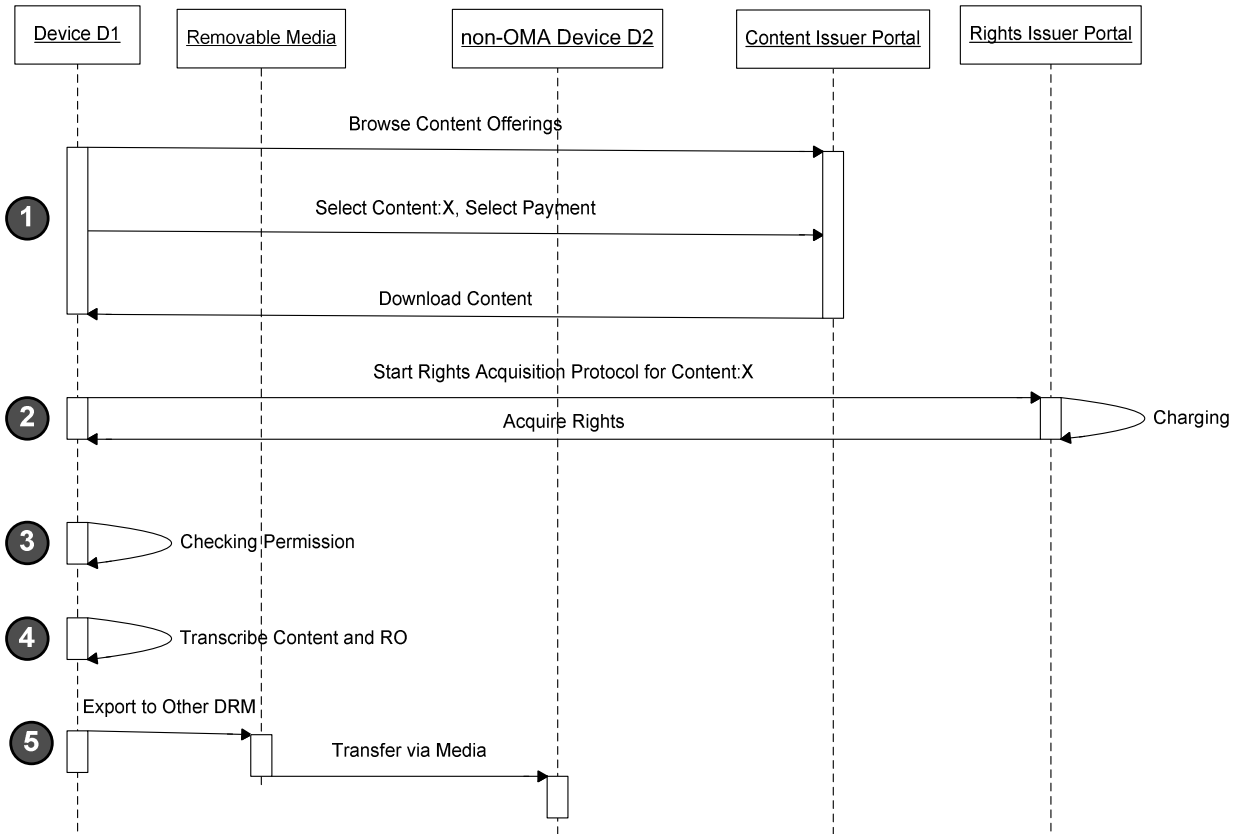 Device D1
Removable Media
non-OMA Device D2
Content Issuer Portal
Rights Issuer Portal
Browse Content Offerings
1
Select Content:X, Select Payment
Download Content
Start Rights Acquisition Protocol for Content:X
2
Acquire Rights
Charging
3
Checking Permission
4
Transcribe Content and RO
Export to Other DRM
5
Transfer via Media